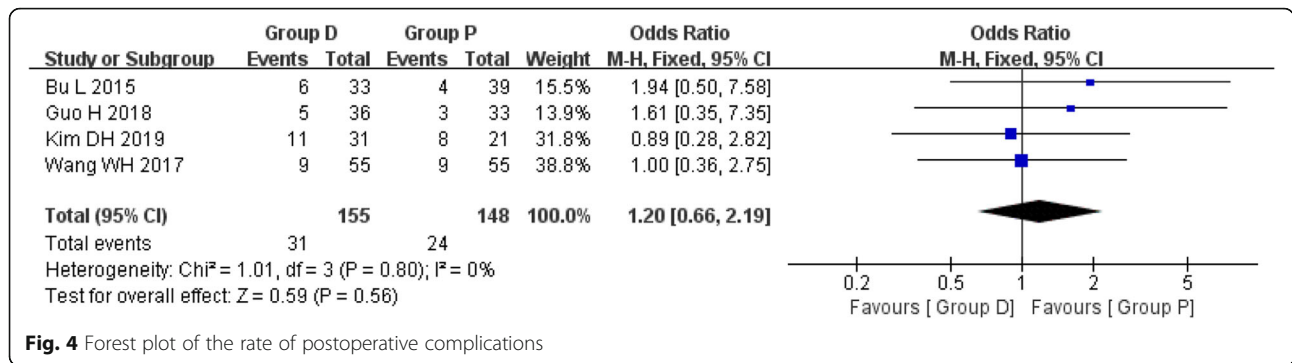 Group D Group P Odds Ratio Odds Ratio
Study or Subgroup Events Total Events Total Weight M-H, Fixed, 95% CI M-H, Fixed, 95% CI
Bu L 2015 6 33 4 39 15.5% 1.94 [0.50, 7.58]
Guo H 2018 5 36 3 33 13.9% 1.61 [0.35, 7.35]
Kim DH 2019 11 31 8 21 31.8% 0.89 [0.28, 2.82]
Wang WH 2017 9 55 9 55 38.8% 1.00 [0.36, 2.75]
Total (95% CI) 155 148 100.0% 1.20 [0.66, 2.19]
Total events 31 24
Heterogeneity: Chi² = 1.01, df = 3 (P = 0.80); I² = 0%
Test for overall effect: Z = 0.59 (P = 0.56)
0.2 0.5 1 2 5
Favours [Group D] Favours [Group P]
Fig. 4 Forest plot of the rate of postoperative complications